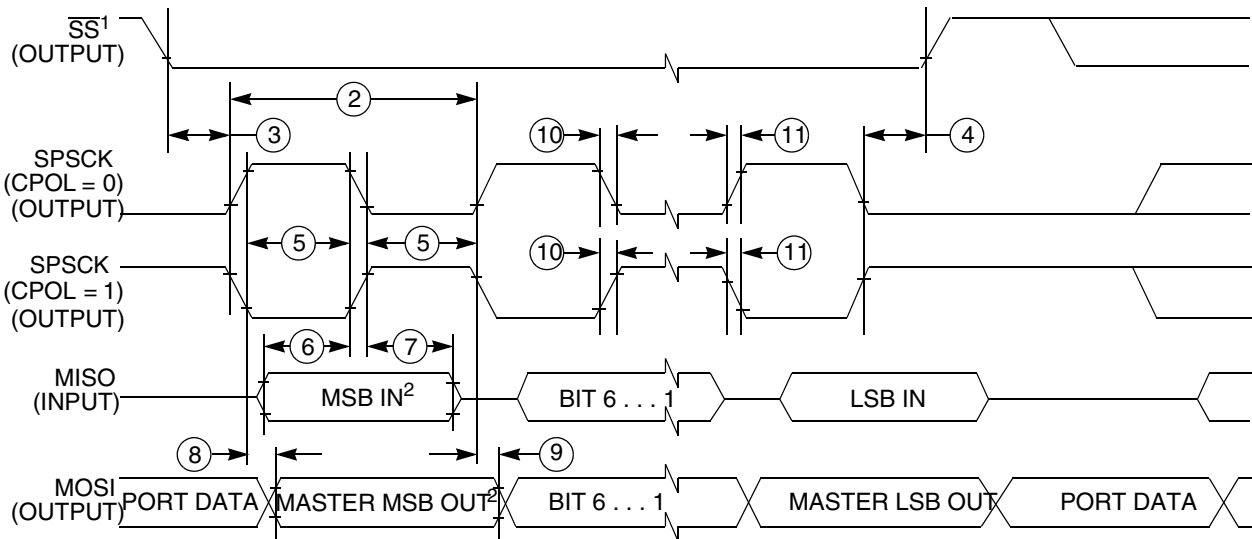 SS¹
(OUTPUT)
2
3
10
11
4
SPSCK
(CPOL = 0)
(OUTPUT)
5
5
10
11
SPSCK
(CPOL = 1)
(OUTPUT)
6
7
MISO
(INPUT)
MSB IN²
BIT 6 . . . 1
LSB IN
8
9
MOSI
(OUTPUT)
PORT DATA
MASTER MSB OUT²
BIT 6 . . . 1
MASTER LSB OUT
PORT DATA